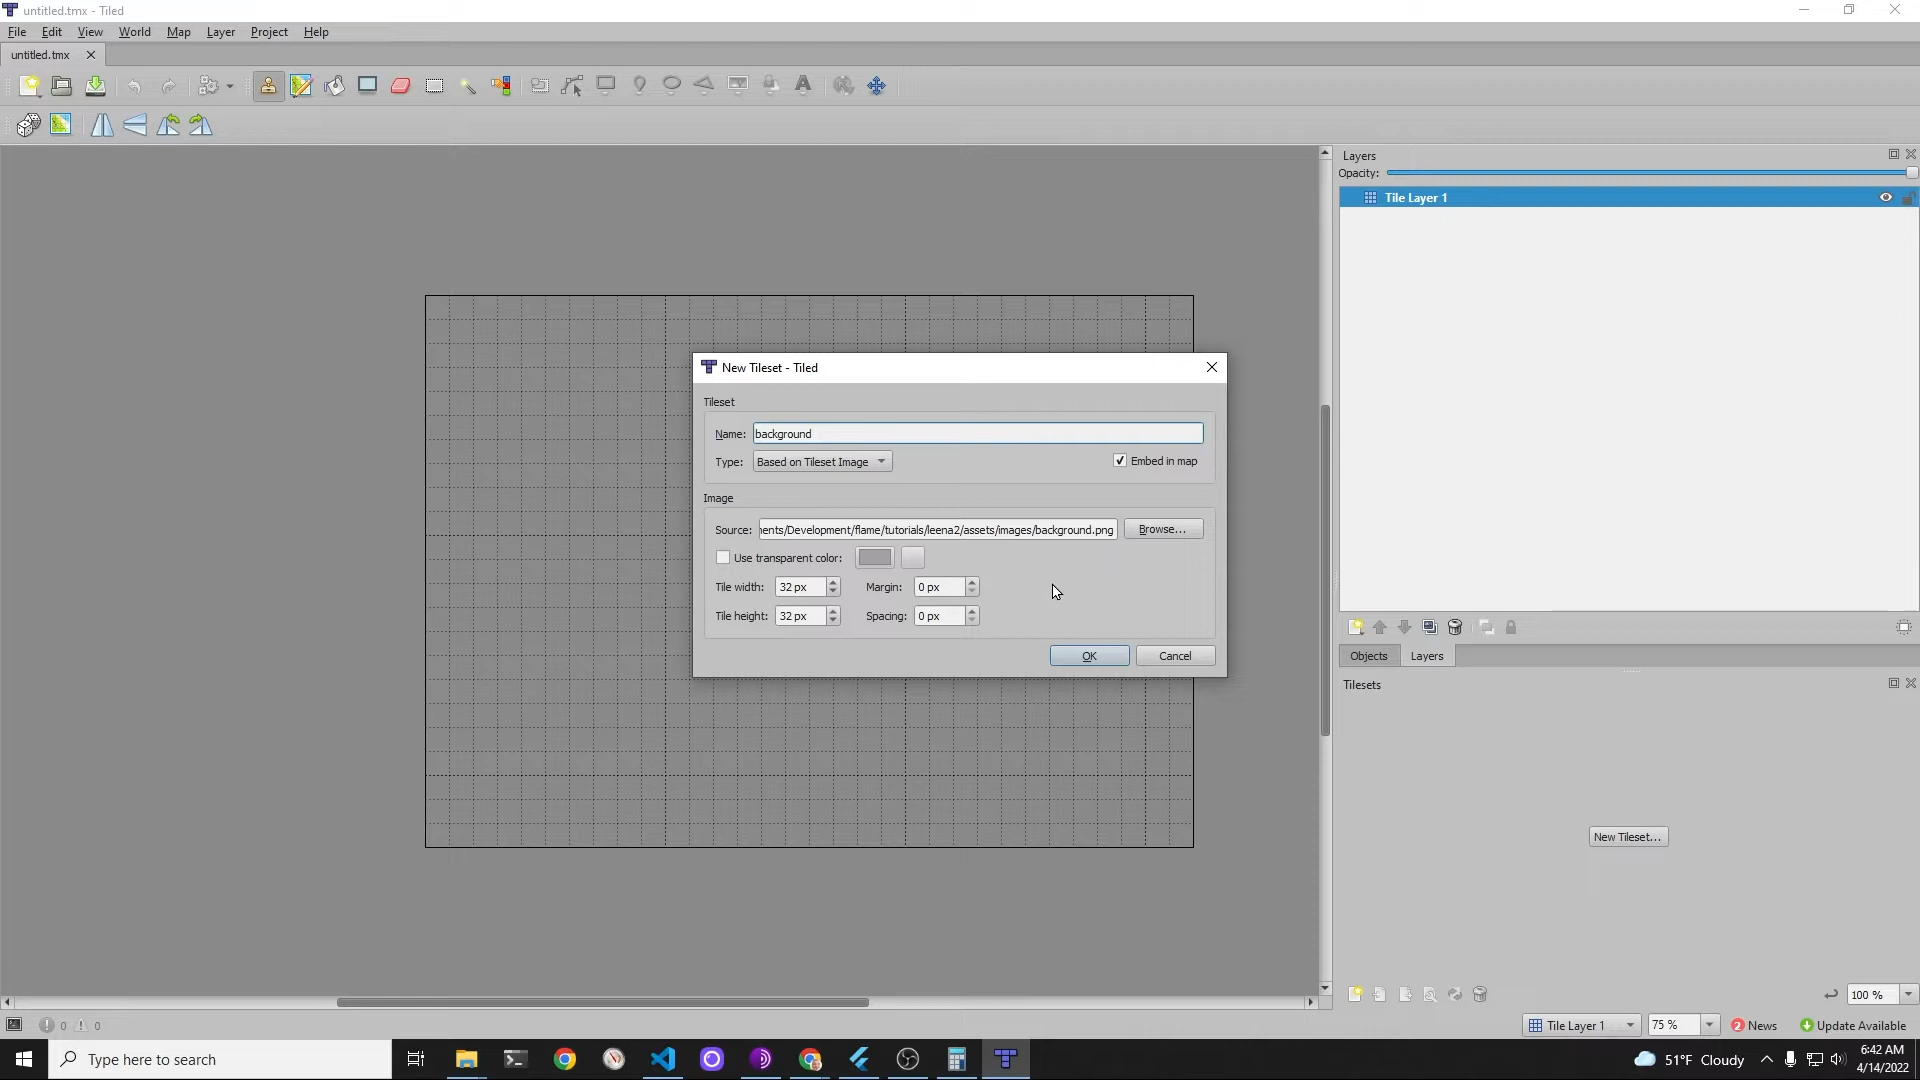 untitled.tmx - Tiled
File Edit View World Map Layer Project Help
untitled.tmx
Layers
Opacity:
Tile Layer 1
New Tileset - Tiled
Tileset
Name: background
Type: Based on Tileset Image Embed in map
Image
Source: ents/Development/flame/tutorials/leena2/assets/images/background.png Browse...
Use transparent color:
Tile width: 32 px Margin: 0 px
Tile height: 32 px Spacing: 0 px
OK Cancel
Objects Layers
Tilesets
New Tileset...
100 %
0 0
Tile Layer 1 75 % 2 News Update Available
Type here to search
51°F Cloudy
6:42 AM
4/14/2022